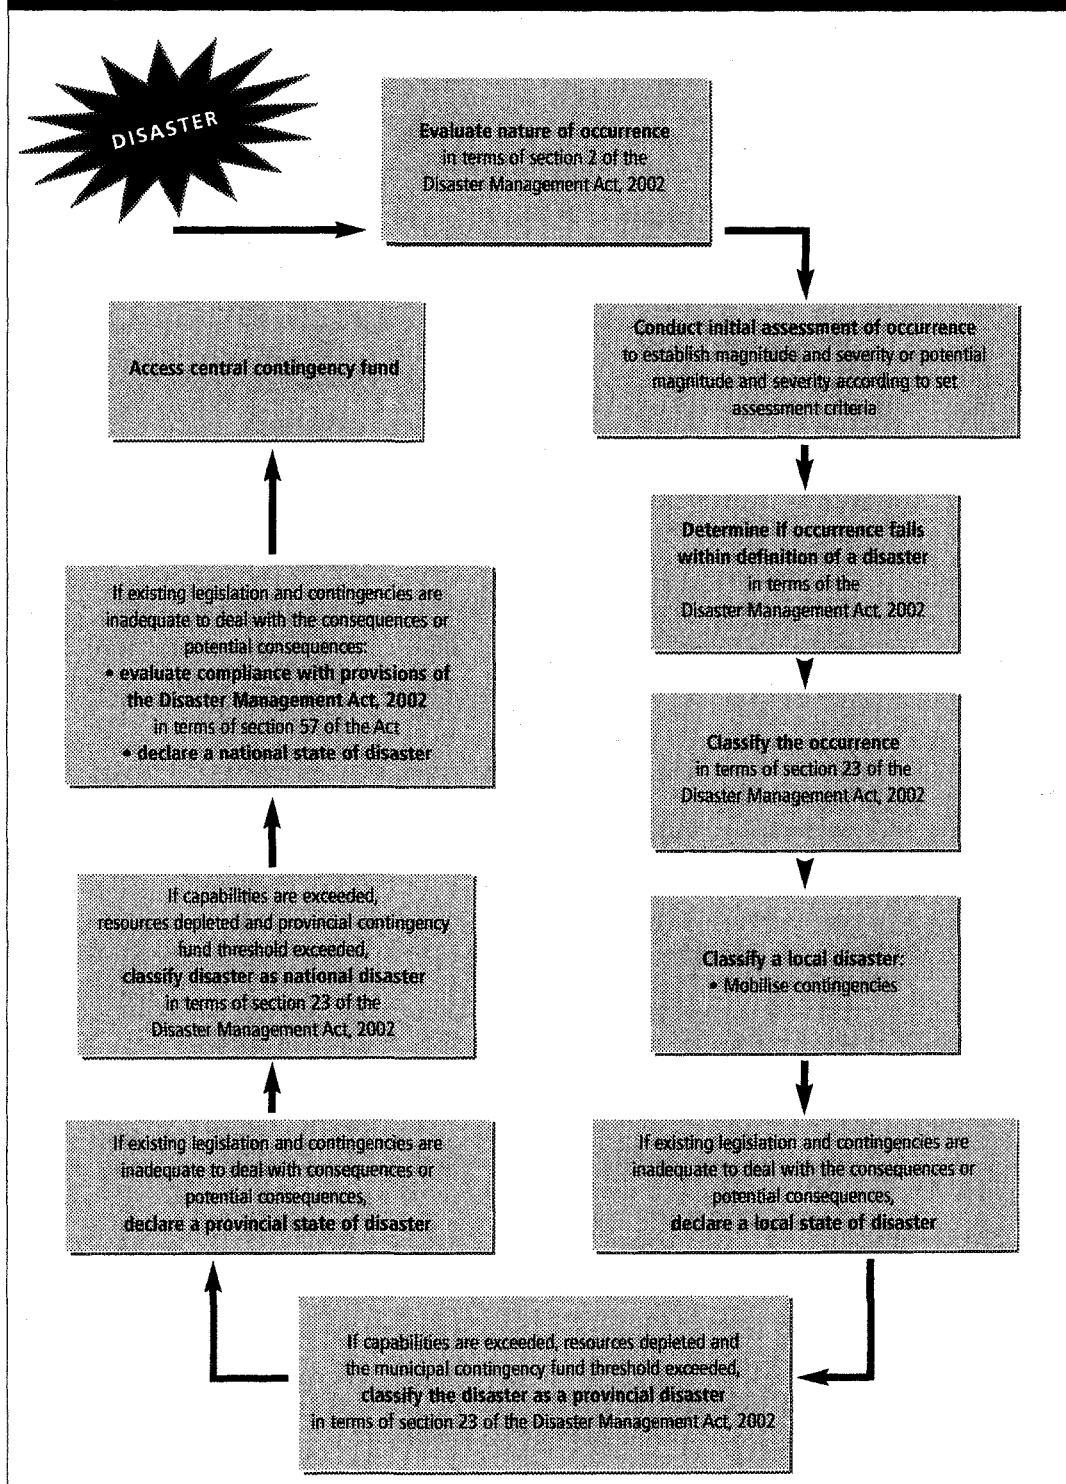 DISASTER
Evaluate nature of occurrence
in terms of section 2 of the
Disaster Management Act, 2002
Conduct initial assessment of occurrence
to establish magnitude and severity or potential
magnitude and severity according to set
assessment criteria
Determine if occurrence falls
within definition of a disaster
in terms of the
Disaster Management Act, 2002
Classify the occurrence
in terms of section 23 of the
Disaster Management Act, 2002
Classify a local disaster:
• Mobilise contingencies
If existing legislation and contingencies are
inadequate to deal with the consequences or
potential consequences,
declare a local state of disaster
If capabilities are exceeded, resources depleted and
the municipal contingency fund threshold exceeded,
classify the disaster as a provincial disaster
in terms of section 23 of the Disaster Management Act, 2002
If existing legislation and contingencies are
inadequate to deal with consequences or
potential consequences,
declare a provincial state of disaster
If capabilities are exceeded,
resources depleted and provincial contingency
fund threshold exceeded,
classify disaster as national disaster
in terms of section 23 of the
Disaster Management Act, 2002
If existing legislation and contingencies are
inadequate to deal with the consequences or
potential consequences:
• evaluate compliance with provisions of
the Disaster Management Act, 2002
in terms of section 57 of the Act
• declare a national state of disaster
Access central contingency fund